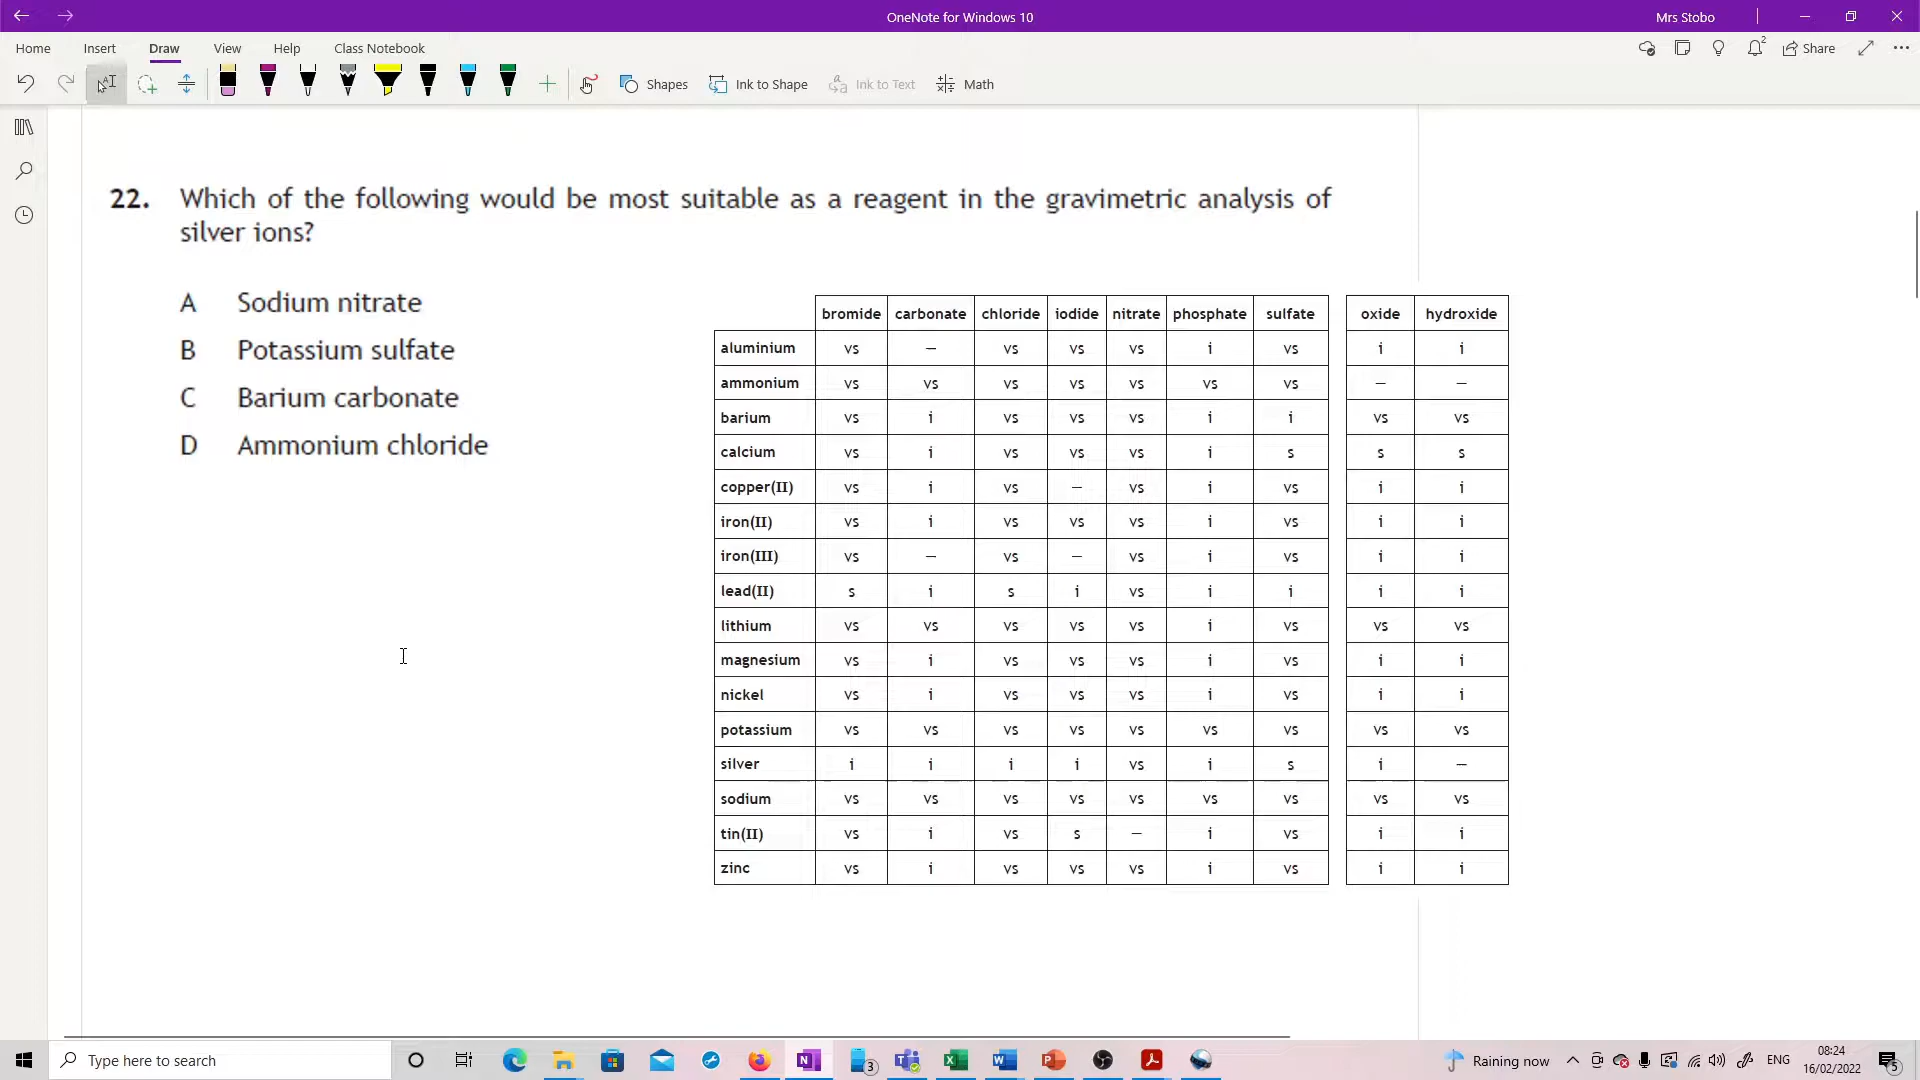 OneNote for Windows 10
Mrs Stobo
Home Insert Draw View Help Class Notebook
2
Share
Shapes Ink to Shape Ink to Text Math
22. Which of the following would be most suitable as a reagent in the gravimetric analysis of
silver ions?
A Sodium nitrate
B Potassium sulfate
C Barium carbonate
D Ammonium chloride
bromide carbonate chloride iodide nitrate phosphate sulfate oxide hydroxide
aluminium vs — vs vs vs i vs i i
ammonium vs vs vs vs vs vs vs — —
barium vs i vs vs vs i i vs vs
calcium vs i vs vs vs i s s s
copper(II) vs i vs — vs i vs i i
iron(II) vs i vs vs vs i vs i i
iron(III) vs — vs — vs i vs i i
lead(II) s i s i vs i i i i
lithium vs vs vs vs vs i vs vs vs
magnesium vs i vs vs vs i vs i i
nickel vs i vs vs vs i vs i i
potassium vs vs vs vs vs vs vs vs vs
silver i i i i vs i s i —
sodium vs vs vs vs vs vs vs vs vs
tin(II) vs i vs s — i vs i i
zinc vs i vs vs vs i vs i i
Type here to search
3
Raining now
ENG
08:24
16/02/2022
5